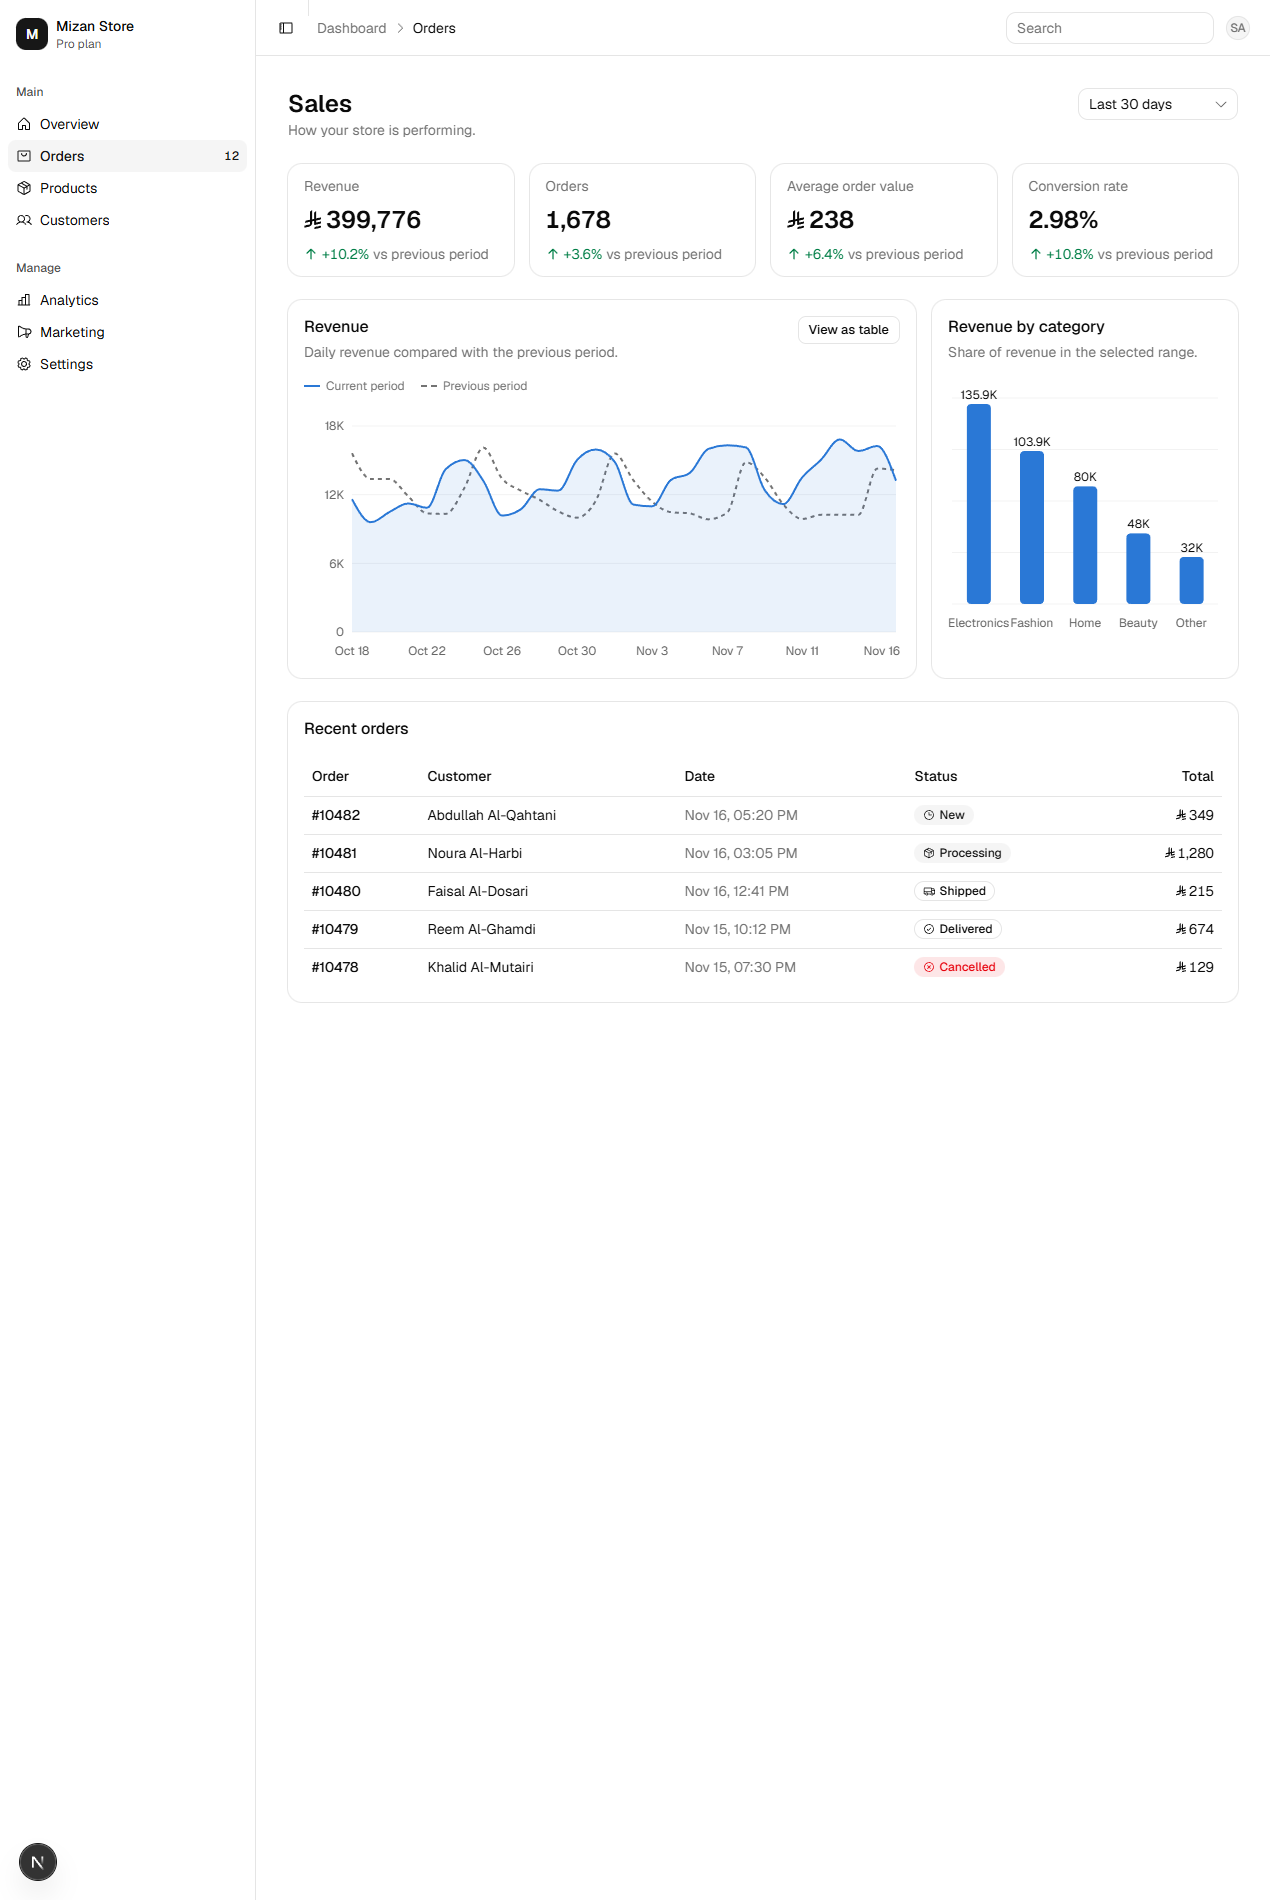 M
Mizan Store
Pro plan
Main
Overview
Orders 12
Products
Customers
Manage
Analytics
Marketing
Settings
Dashboard > Orders
Search
SA
Sales
How your store is performing.
Last 30 days
Revenue
⃁ 399,776
↑ +10.2% vs previous period
Orders
1,678
↑ +3.6% vs previous period
Average order value
⃁ 238
↑ +6.4% vs previous period
Conversion rate
2.98%
↑ +10.8% vs previous period
Revenue
Daily revenue compared with the previous period.
View as table
Current period Previous period
18K
12K
6K
0
Oct 18 Oct 22 Oct 26 Oct 30 Nov 3 Nov 7 Nov 11 Nov 16
Revenue by category
Share of revenue in the selected range.
135.9K
103.9K
80K
48K
32K
Electronics Fashion Home Beauty Other
Recent orders
Order Customer Date Status Total
#10482 Abdullah Al-Qahtani Nov 16, 05:20 PM New ⃁ 349
#10481 Noura Al-Harbi Nov 16, 03:05 PM Processing ⃁ 1,280
#10480 Faisal Al-Dosari Nov 16, 12:41 PM Shipped ⃁ 215
#10479 Reem Al-Ghamdi Nov 15, 10:12 PM Delivered ⃁ 674
#10478 Khalid Al-Mutairi Nov 15, 07:30 PM Cancelled ⃁ 129
N